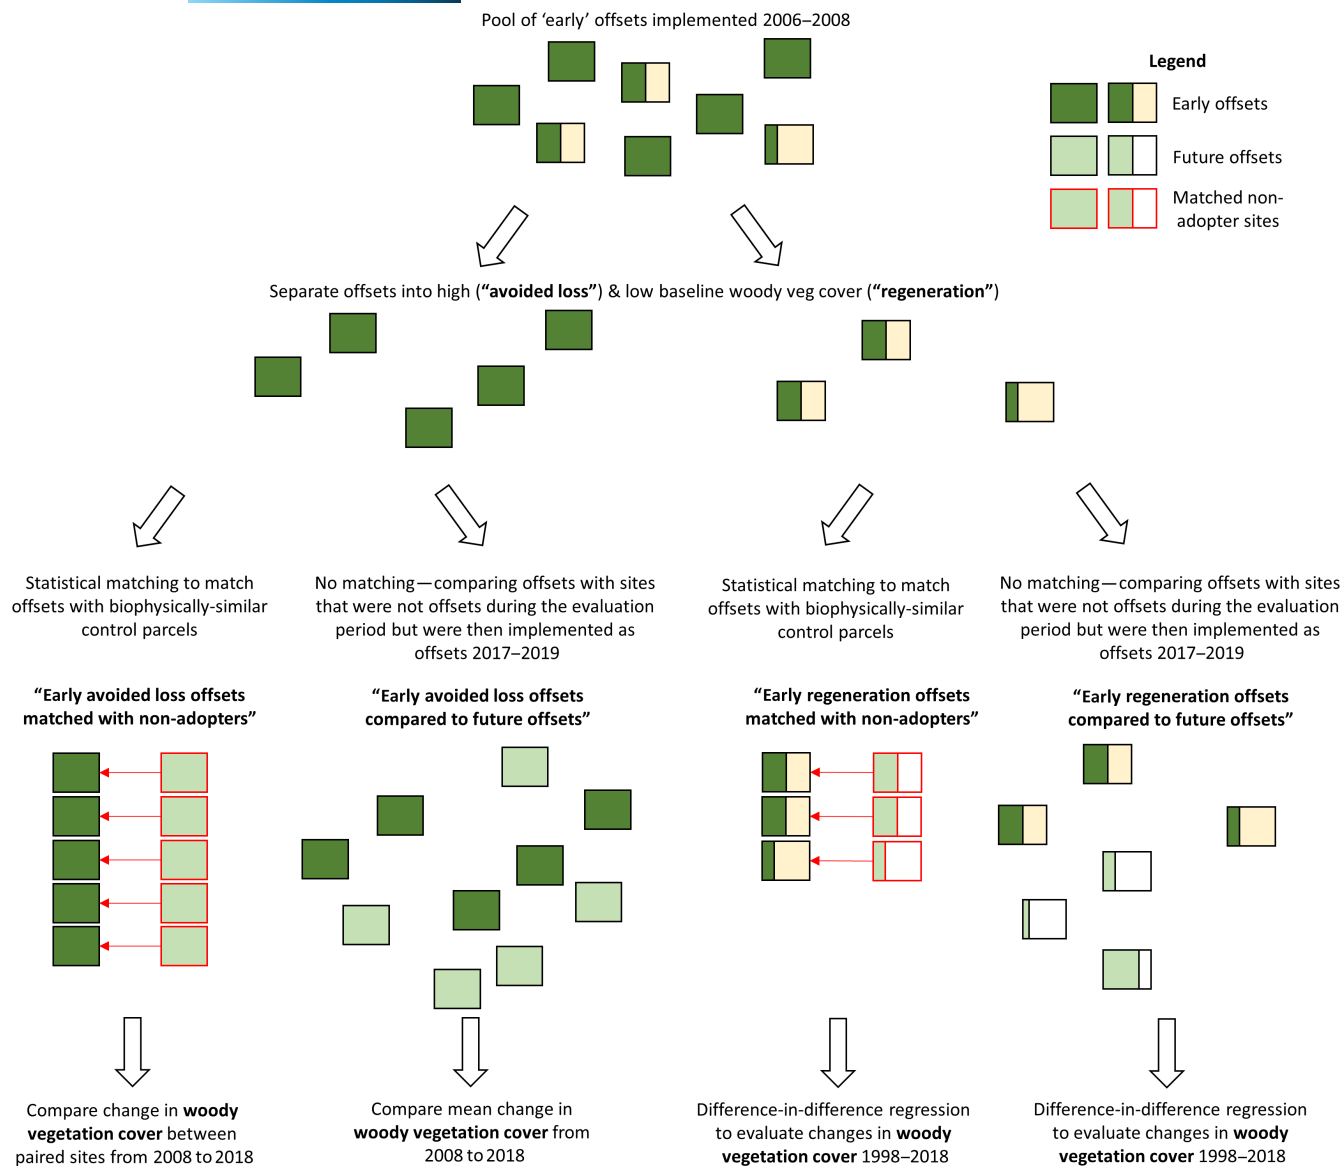 Pool of ‘early’ offsets implemented 2006–2008
Legend
Early offsets
Future offsets
Matched non-
adopter sites
Separate offsets into high (“avoided loss”) & low baseline woody veg cover (“regeneration”)
Statistical matching to match
offsets with biophysically-similar
control parcels
No matching—comparing offsets with sites
that were not offsets during the evaluation
period but were then implemented as
offsets 2017–2019
Statistical matching to match
offsets with biophysically-similar
control parcels
No matching—comparing offsets with sites
that were not offsets during the evaluation
period but were then implemented as
offsets 2017–2019
“Early avoided loss offsets
matched with non-adopters”
“Early avoided loss offsets
compared to future offsets”
“Early regeneration offsets
matched with non-adopters”
“Early regeneration offsets
compared to future offsets”
Compare change in woody
vegetation cover between
paired sites from 2008 to 2018
Compare mean change in
woody vegetation cover from
2008 to 2018
Difference-in-difference regression
to evaluate changes in woody
vegetation cover 1998–2018
Difference-in-difference regression
to evaluate changes in woody
vegetation cover 1998–2018